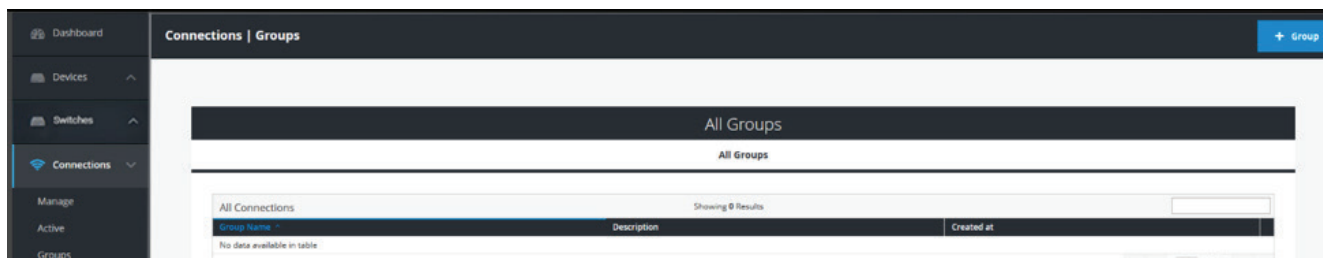 Dashboard
Connections | Groups
+ Group
Devices
Switches
All Groups
All Groups
Connections
Manage
All Connections
Showing 0 Results
Active
Group Name
Description
Created at
No data available in table
Groups